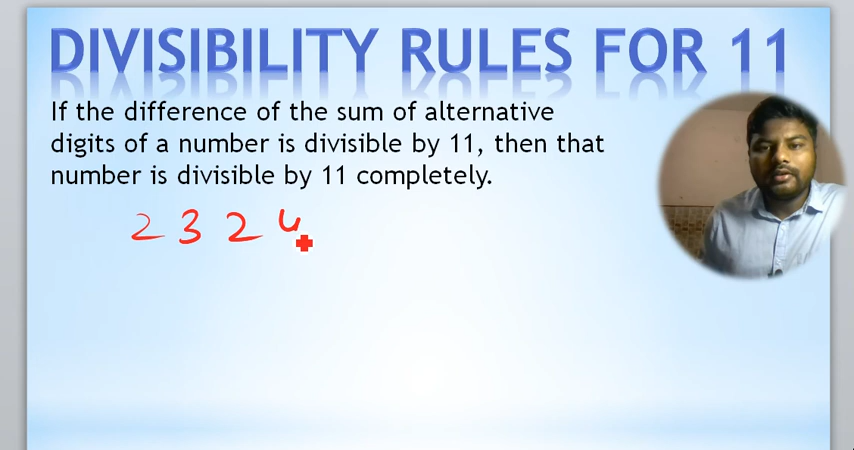 DIVISIBILITY RULES FOR 11
If the difference of the sum of alternative
digits of a number is divisible by 11, then that
number is divisible by 11 completely.
2 3 2 4